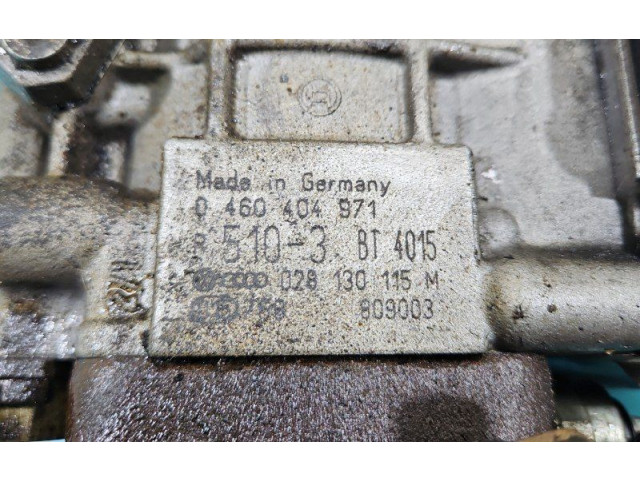 Made in Germany
0 460 404 971
R 510-3 BT 4015
028 130 115 M
809003